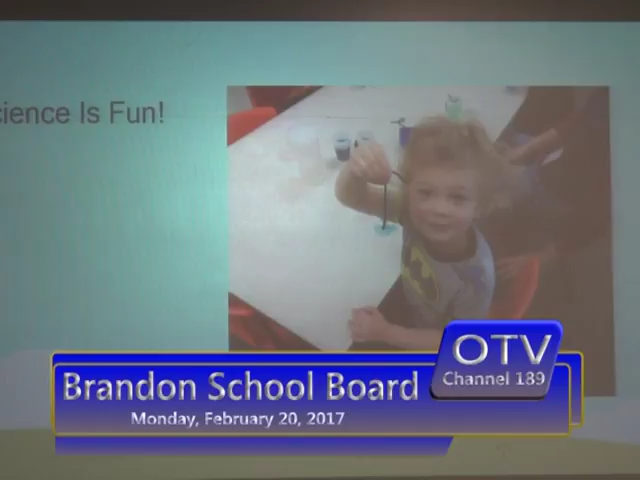 cience Is Fun!
OTV
Channel 189
Brandon School Board
Monday, February 20, 2017